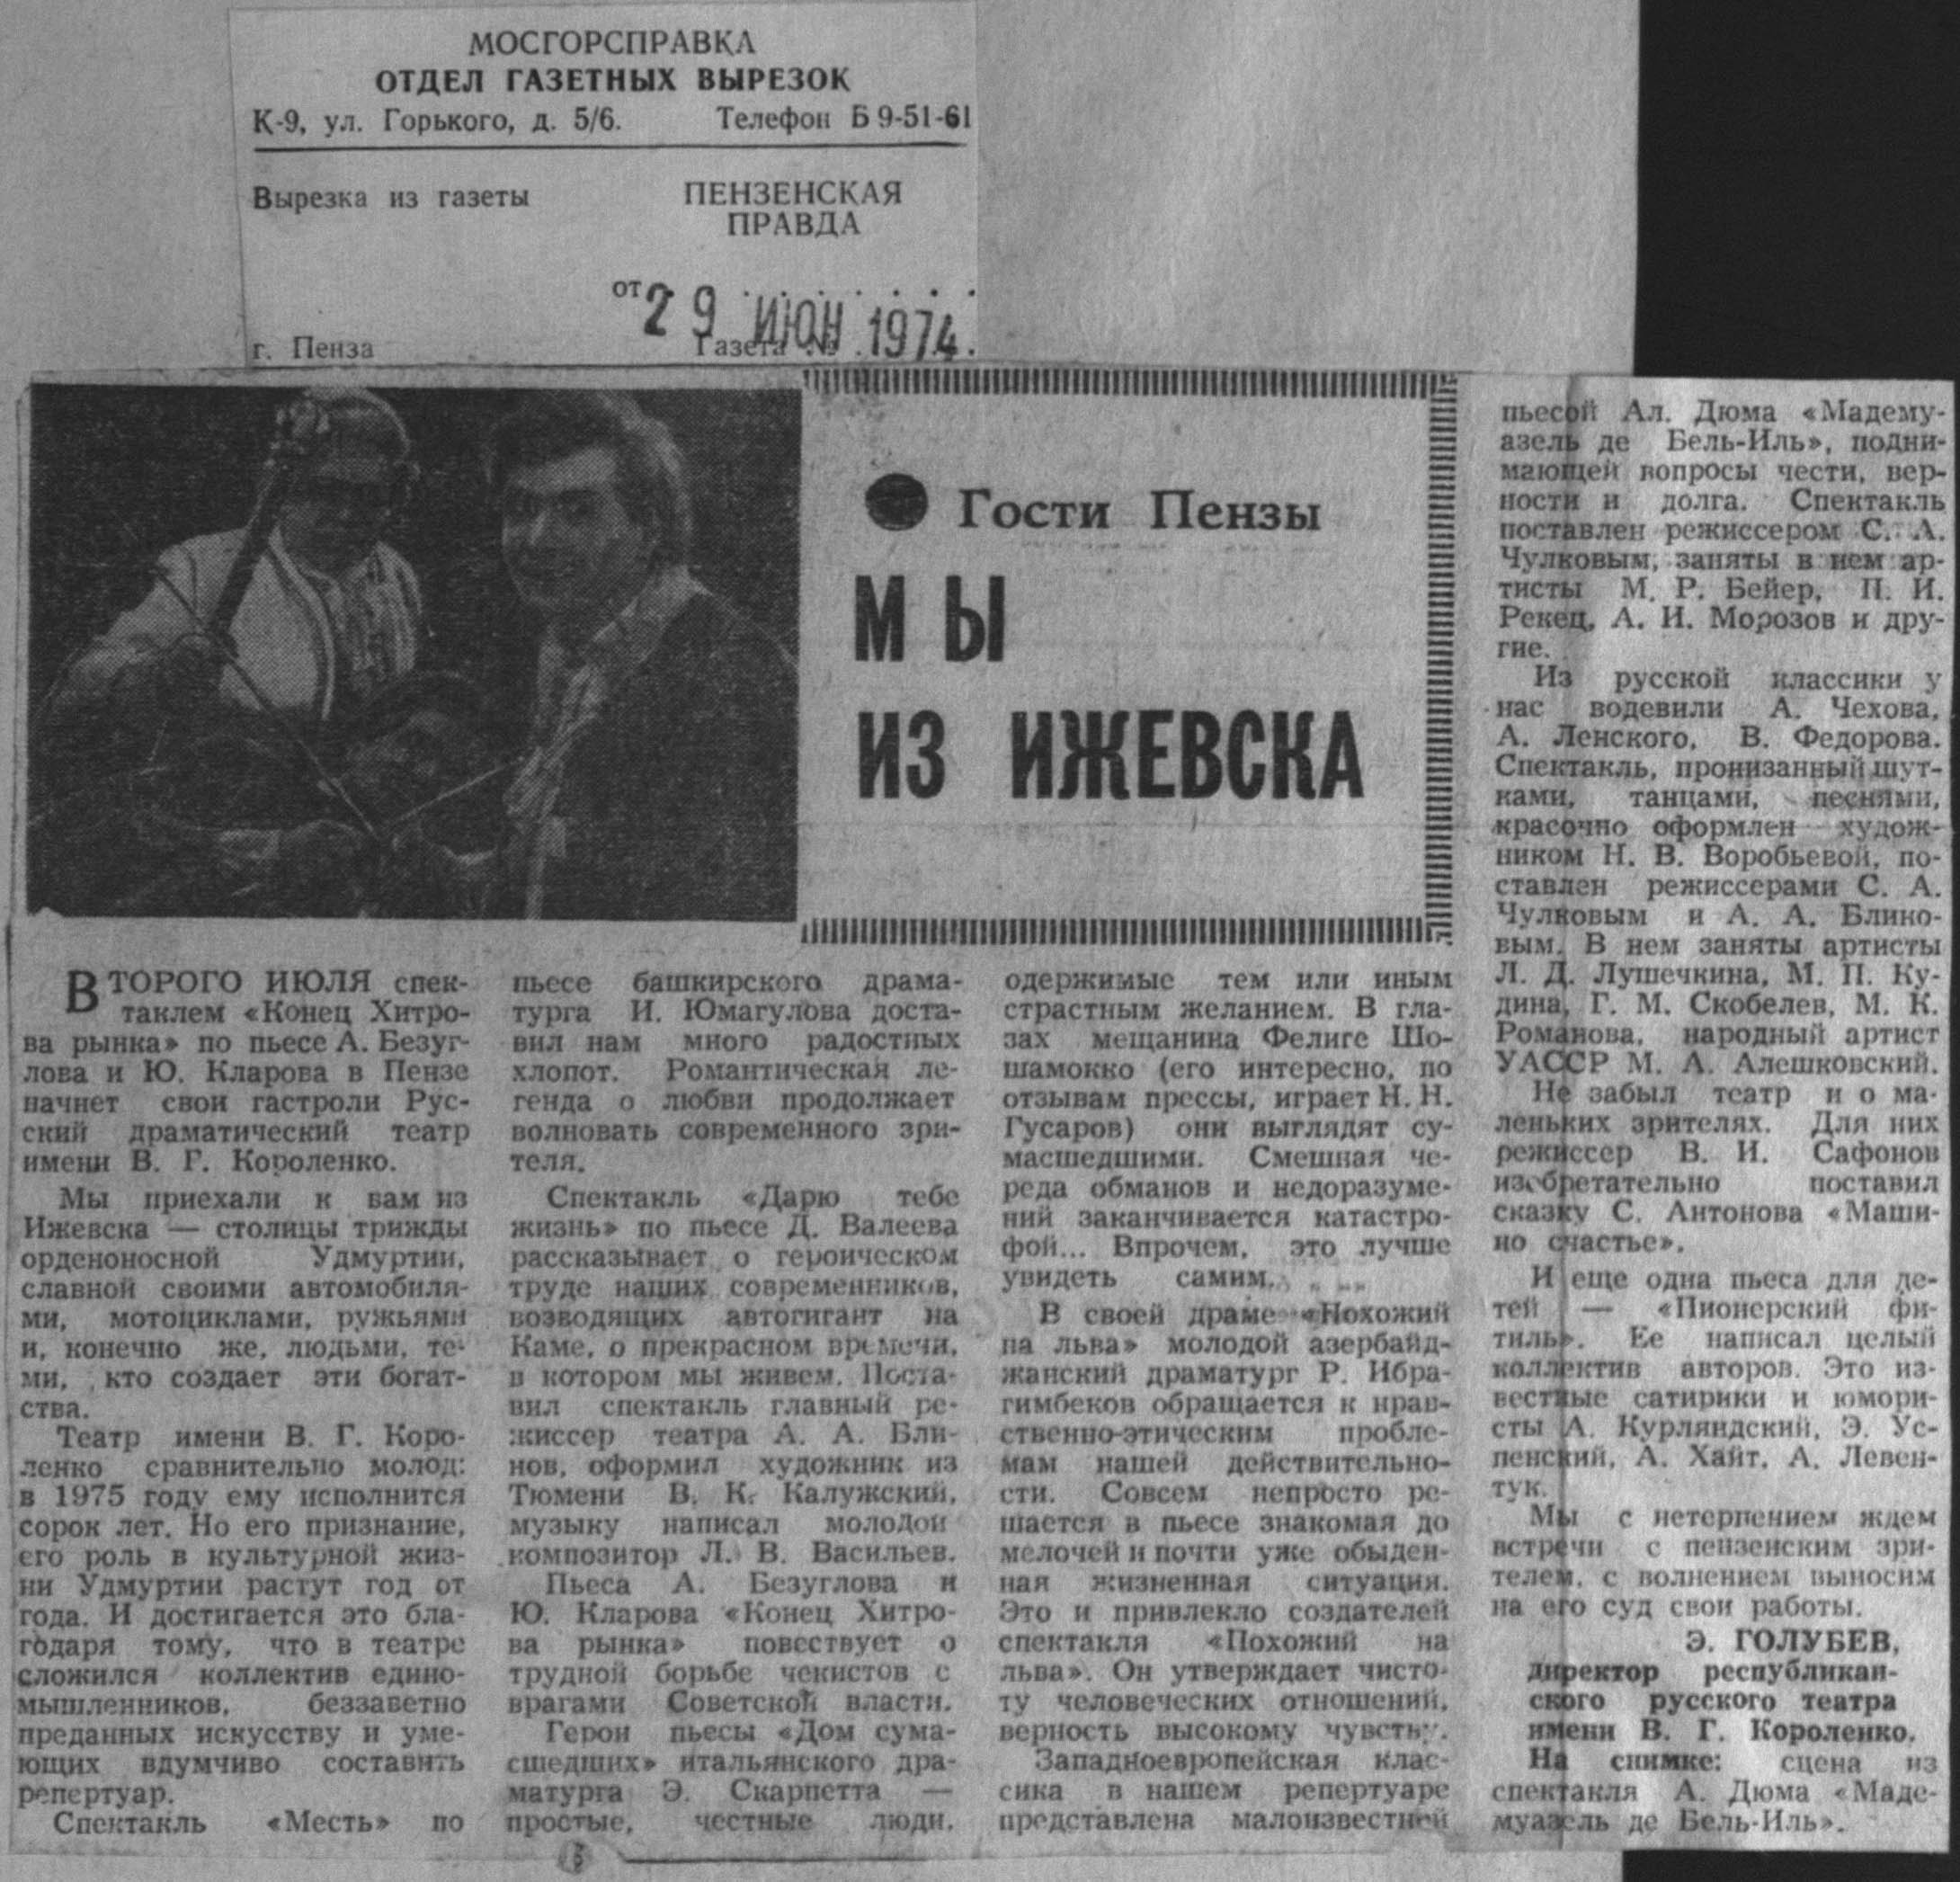 МОСГОРСПРАВКА
ОТДЕЛ ГАЗЕТНЫХ ВЫРЕЗОК
К-9, ул. Горького, д. 5/6. Телефон Б 9-51-61
Вырезка из газеты
ПЕНЗЕНСКАЯ
ПРАВДА
от 29 ИЮН 1974
г. Пенза Газета №
Гости Пензы
МЫ
ИЗ ИЖЕВСКА
ВТОРОГО ИЮЛЯ спек-
таклем «Конец Хитро-
ва рынка» по пьесе А. Безуг-
лова и Ю. Кларова в Пензе
начнет свои гастроли Рус-
ский драматический театр
имени В. Г. Короленко.
Мы приехали к вам из
Ижевска — столицы трижды
орденоносной Удмуртии,
славной своими автомобиля-
ми, мотоциклами, ружьями
и, конечно же, людьми, те-
ми, кто создает эти богат-
ства.
Театр имени В. Г. Коро-
ленко сравнительно молод:
в 1975 году ему исполнится
сорок лет. Но его признание,
его роль в культурной жиз-
ни Удмуртии растут год от
года. И достигается это бла-
годаря тому, что в театре
сложился коллектив едино-
мышленников, беззаветно
преданных искусству и уме-
ющих вдумчиво составить
репертуар.
Спектакль «Месть» по
пьесе башкирского драма-
турга И. Юмагулова доста-
вил нам много радостных
хлопот. Романтическая ле-
генда о любви продолжает
волновать современного зри-
теля.
Спектакль «Дарю тебе
жизнь» по пьесе Д. Валеева
рассказывает о героическом
труде наших современников,
возводящих автогигант на
Каме, о прекрасном времени,
в котором мы живем. Поста-
вил спектакль главный ре-
жиссер театра А. А. Бли-
нов, оформил художник из
Тюмени В. К. Калужский,
музыку написал молодой
композитор Л. В. Васильев.
Пьеса А. Безуглова и
Ю. Кларова «Конец Хитро-
ва рынка» повествует о
трудной борьбе чекистов с
врагами Советской власти.
Герои пьесы «Дом сума-
сшедших» итальянского дра-
матурга Э. Скарпетта —
простые, честные люди,
одержимые тем или иным
страстным желанием. В гла-
зах мещанина Фелиге Шо-
шамокко (его интересно, по
отзывам прессы, играет Н. Н.
Гусаров) они выглядят су-
масшедшими. Смешная че-
реда обманов и недоразуме-
ний заканчивается катастро-
фой... Впрочем, это лучше
увидеть самим.
В своей драме «Похожий
на льва» молодой азербайд-
жанский драматург Р. Ибра-
гимбеков обращается к нрав-
ственно-этическим пробле-
мам нашей действительно-
сти. Совсем непросто ре-
шается в пьесе знакомая до
мелочей и почти уже обыден-
ная жизненная ситуация.
Это и привлекло создателей
спектакля «Похожий на
льва». Он утверждает чисто-
ту человеческих отношений,
верность высокому чувству.
Западноевропейская клас-
сика в нашем репертуаре
представлена малоизвестной
пьесой Ал. Дюма «Мадему-
азель де Бель-Иль», подни-
мающей вопросы чести, вер-
ности и долга. Спектакль
поставлен режиссером С. А.
Чулковым, заняты в нем ар-
тисты М. Р. Бейер, П. И.
Рекец, А. И. Морозов и дру-
гие.
Из русской классики у
нас водевили А. Чехова,
А. Ленского, В. Федорова.
Спектакль, пронизанный шут-
ками, танцами, песнями,
красочно оформлен худож-
ником Н. В. Воробьевой, по-
ставлен режиссерами С. А.
Чулковым и А. А. Блино-
вым. В нем заняты артисты
Л. Д. Лушечкина, М. П. Ку-
дина, Г. М. Скобелев, М. К.
Романова, народный артист
УАССР М. А. Алешковский.
Не забыл театр и о ма-
леньких зрителях. Для них
режиссер В. И. Сафонов
изобретательно поставил
сказку С. Антонова «Маши-
но счастье».
И еще одна пьеса для де-
тей — «Пионерский фи-
тиль». Ее написал целый
коллектив авторов. Это из-
вестные сатирики и юмори-
сты А. Курляндский, Э. Ус-
пенский, А. Хайт, А. Левен-
тук.
Мы с нетерпением ждем
встречи с пензенским зри-
телем, с волнением выносим
на его суд свои работы.
Э. ГОЛУБЕВ,
директор республикан-
ского русского театра
имени В. Г. Короленко.
На снимке: сцена из
спектакля А. Дюма «Маде-
муазель де Бель-Иль».